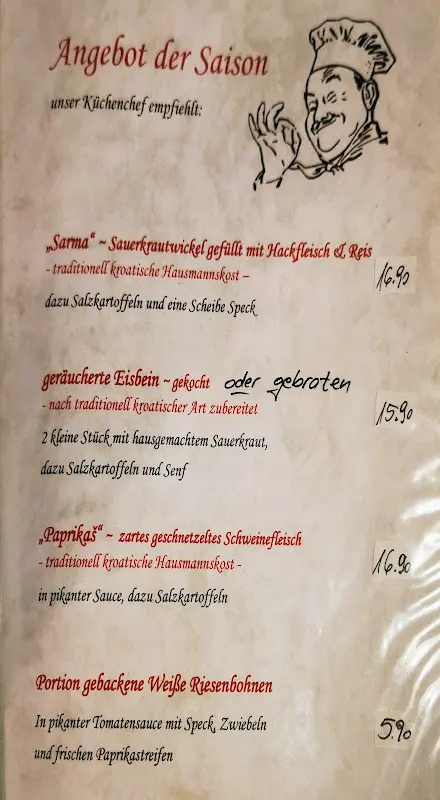 Angebot der Saison
unser Küchenchef empfiehlt:
„Sarma“ ~ Sauerkrautwickel gefüllt mit Hackfleisch & Reis
- traditionell kroatische Hausmannskost –
16.90
dazu Salzkartoffeln und eine Scheibe Speck
geräucherte Eisbein ~ gekocht oder gebraten
- nach traditionell kroatischer Art zubereitet
15.90
2 kleine Stück mit hausgemachtem Sauerkraut,
dazu Salzkartoffeln und Senf
„Paprikaš“ ~ zartes geschnetzeltes Schweinefleisch
- traditionell kroatische Hausmannskost -
16.90
in pikanter Sauce, dazu Salzkartoffeln
Portion gebackene Weiße Riesenbohnen
In pikanter Tomatensauce mit Speck, Zwiebeln
5.90
und frischen Paprikastreifen